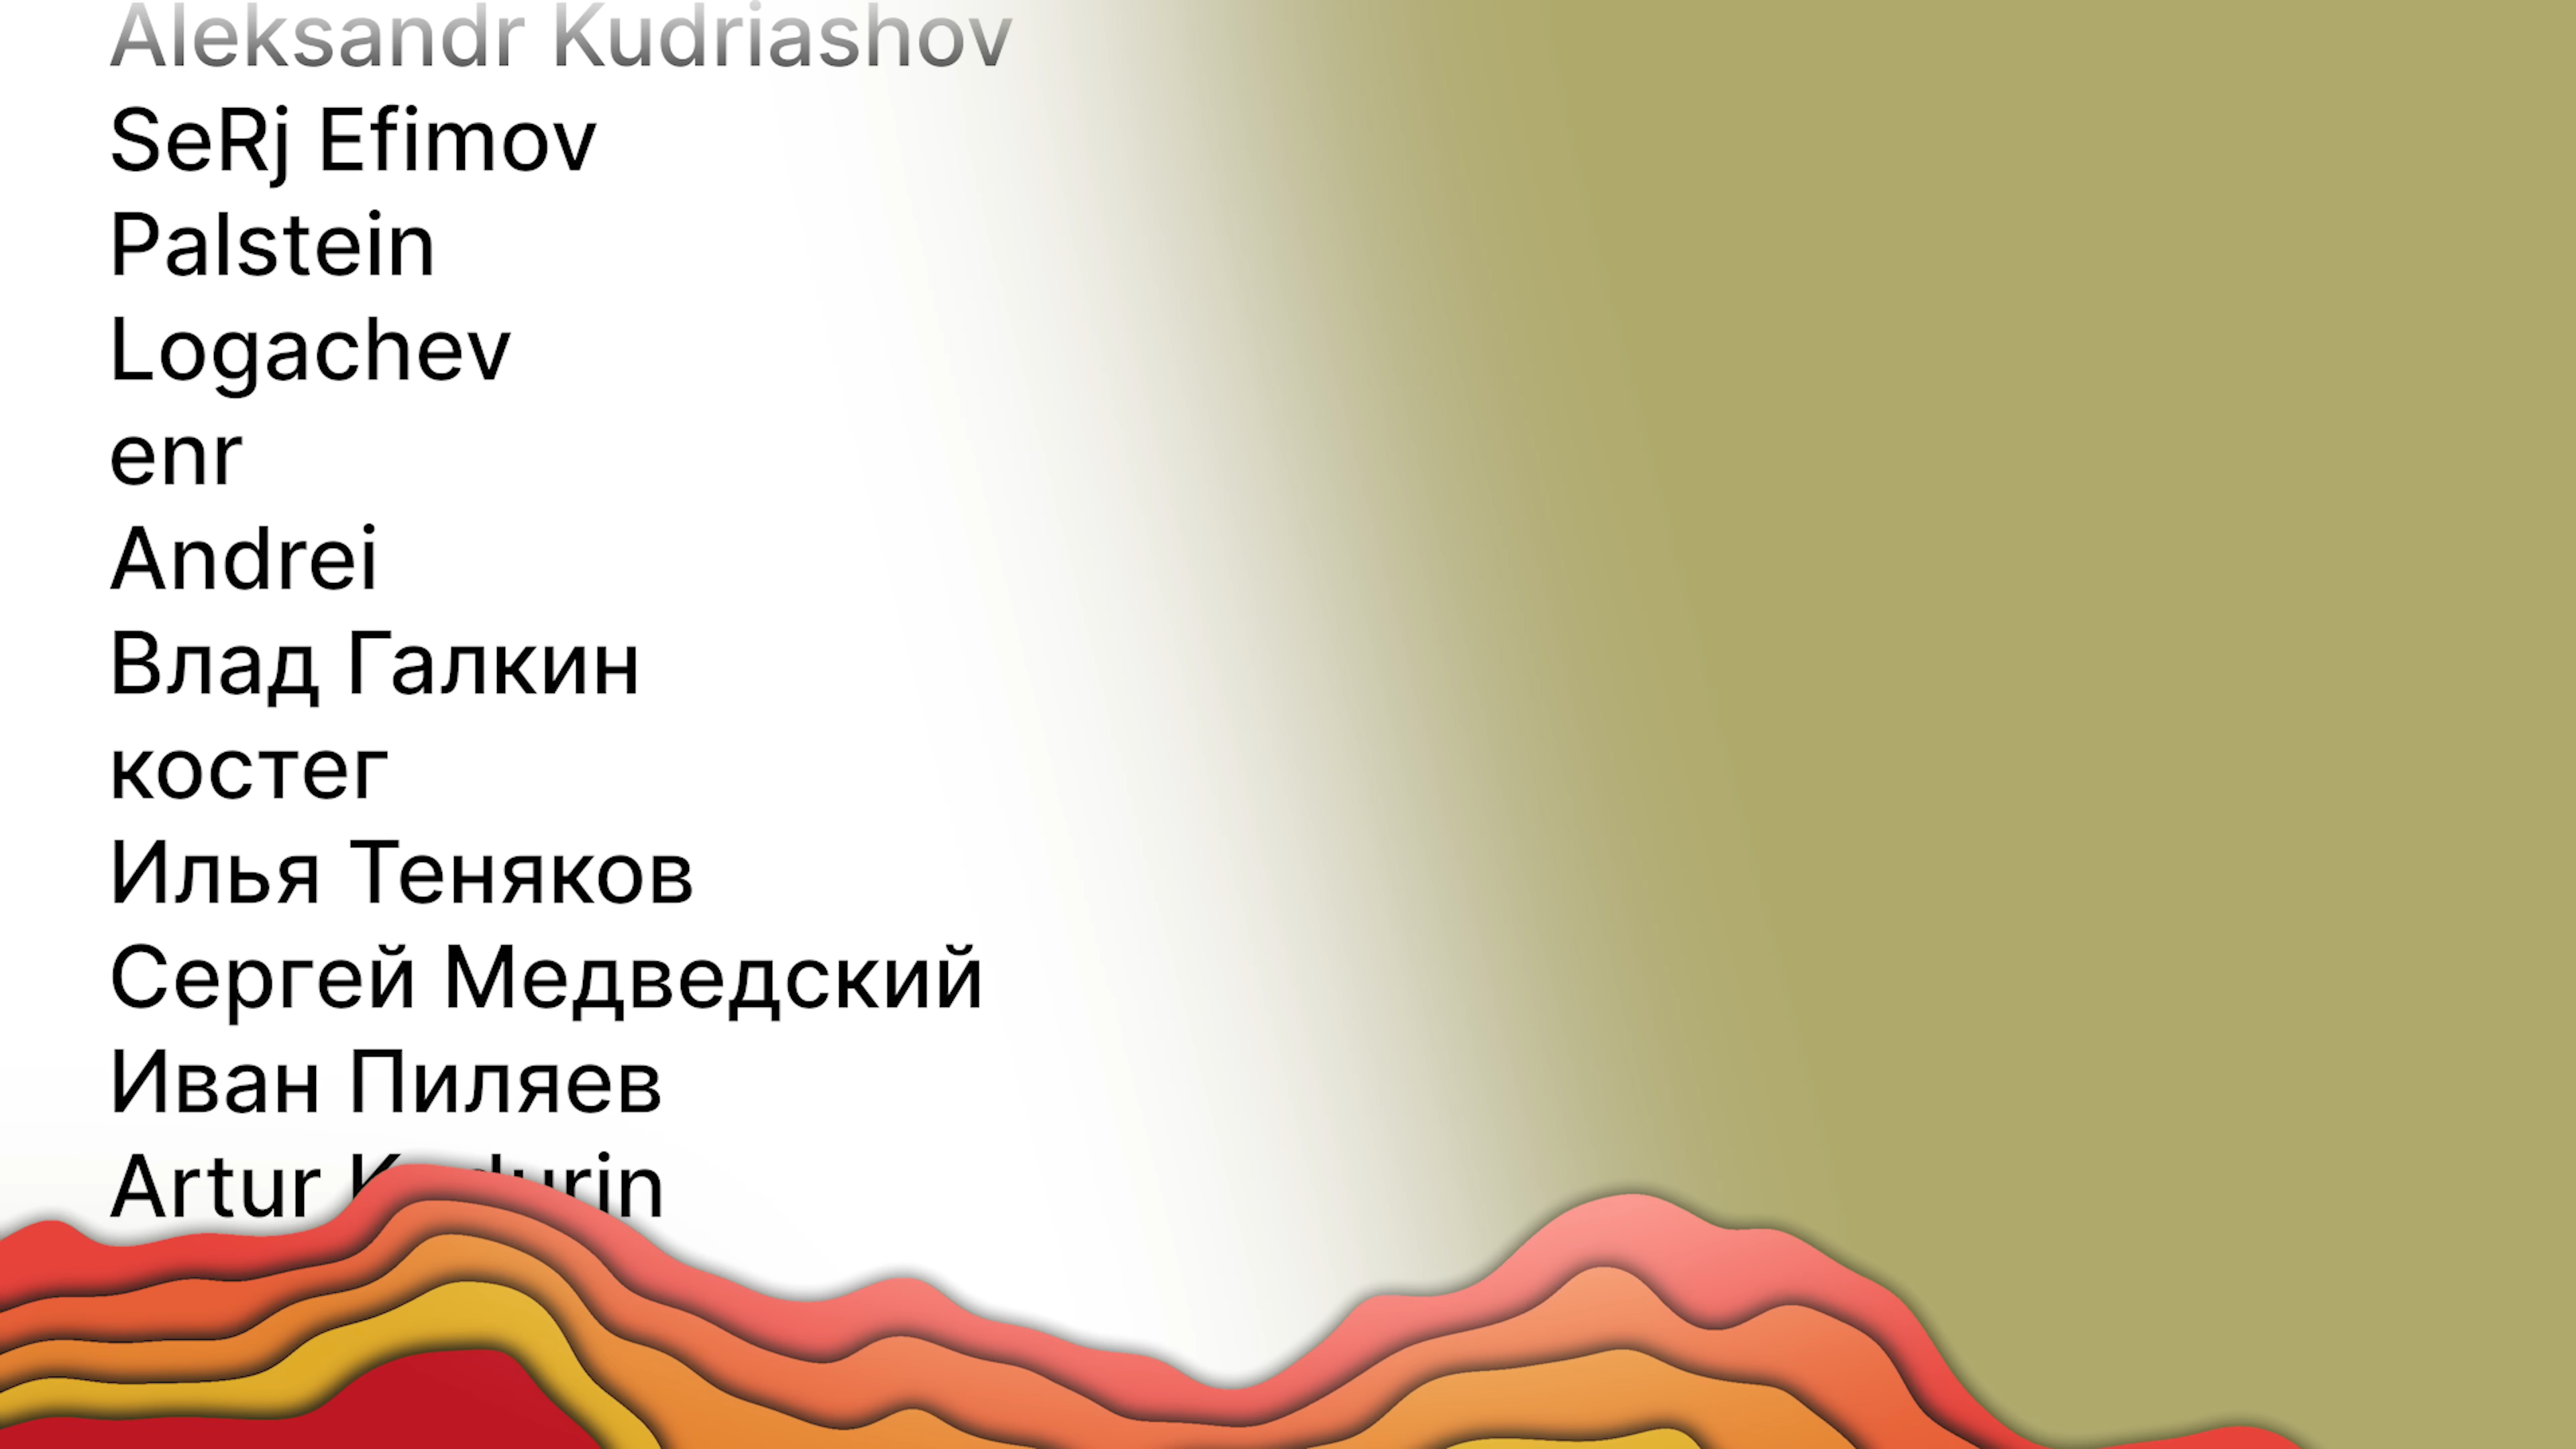 Aleksandr Kudriashov
SeRj Efimov
Palstein
Logachev
enr
Andrei
Влад Галкин
костег
Илья Теняков
Сергей Медведский
Иван Пиляев
Artur